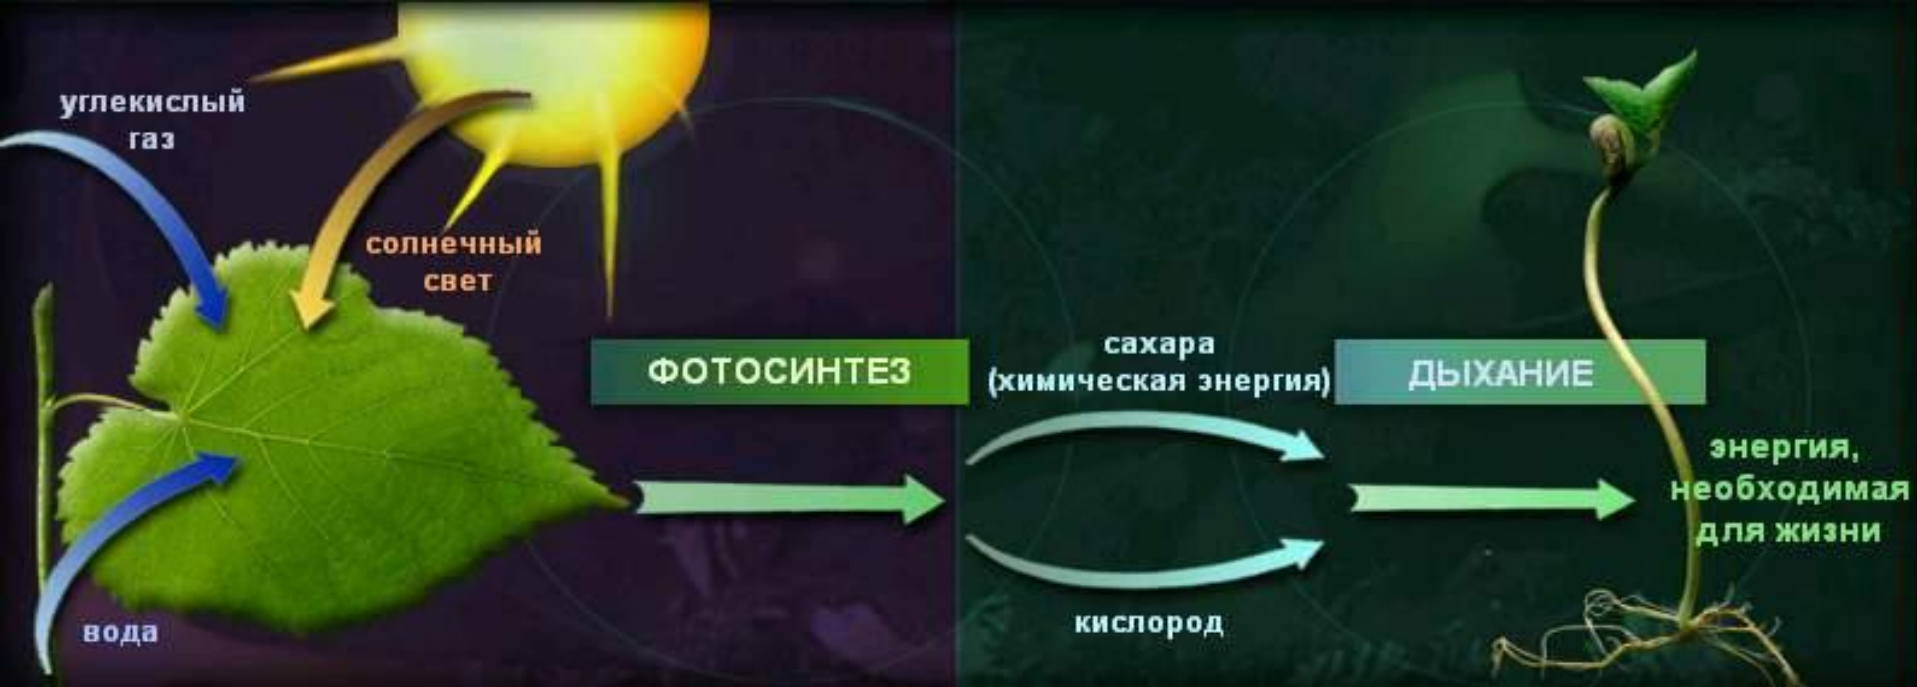 углекислый
газ
солнечный
свет
вода
ФОТОСИНТЕЗ
сахара
(химическая энергия)
кислород
ДЫХАНИЕ
энергия,
необходимая
для жизни